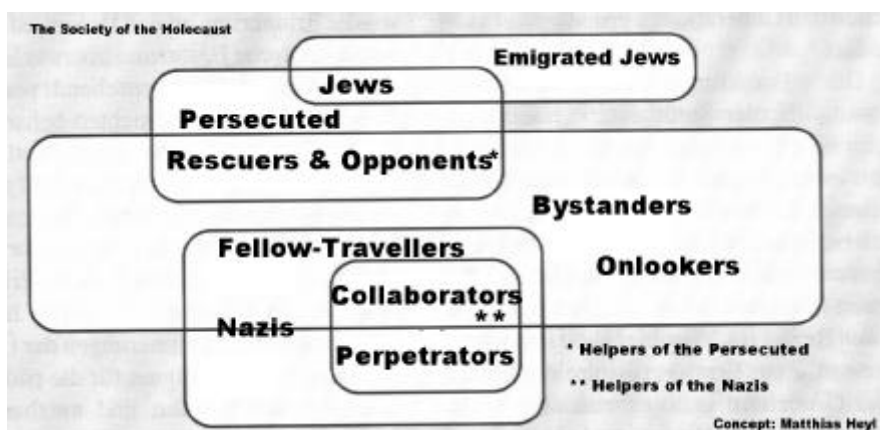 The Society of the Holocaust
Emigrated Jews
Jews
Persecuted
Rescuers & Opponents*
Bystanders
Fellow-Travellers
Onlookers
Collaborators
**
Nazis
Perpetrators
* Helpers of the Persecuted
** Helpers of the Nazis
Concept: Matthias Heyl